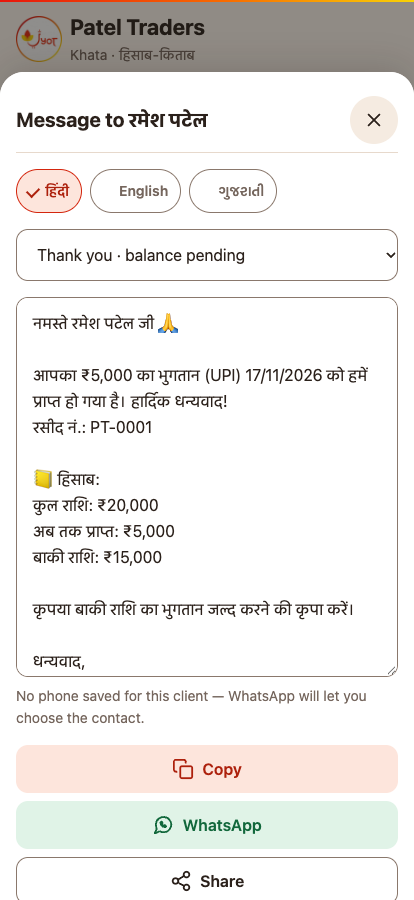 Jyot
Patel Traders
Khata · हिसाब-किताब
Message to रमेश पटेल
हिंदी
English
ગુજરાતી
Thank you · balance pending
नमस्ते रमेश पटेल जी 🙏
आपका ₹5,000 का भुगतान (UPI) 17/11/2026 को हमें
प्राप्त हो गया है। हार्दिक धन्यवाद!
रसीद नं.: PT-0001
📒 हिसाब:
कुल राशि: ₹20,000
अब तक प्राप्त: ₹5,000
बाकी राशि: ₹15,000
कृपया बाकी राशि का भुगतान जल्द करने की कृपा करें।
धन्यवाद,
No phone saved for this client — WhatsApp will let you
choose the contact.
Copy
WhatsApp
Share